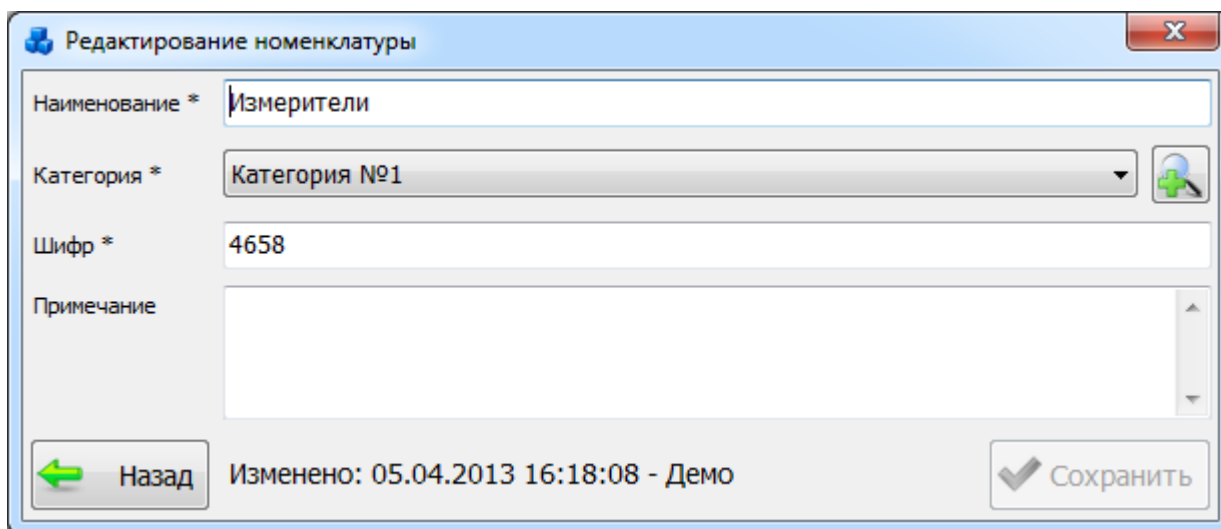 Редактирование номенклатуры
Наименование * Измерители
Категория * Категория №1
Шифр * 4658
Примечание
Назад Изменено: 05.04.2013 16:18:08 - Демо Сохранить